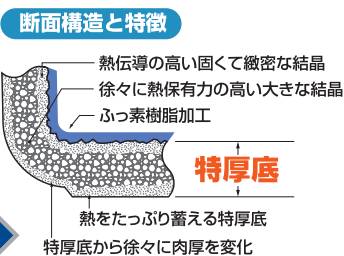 断面構造と特徴
熱伝導の高い固くて緻密な結晶
徐々に熱保有力の高い大きな結晶
ふっ素樹脂加工
特厚底
熱をたっぷり蓄える特厚底
特厚底から徐々に肉厚を変化